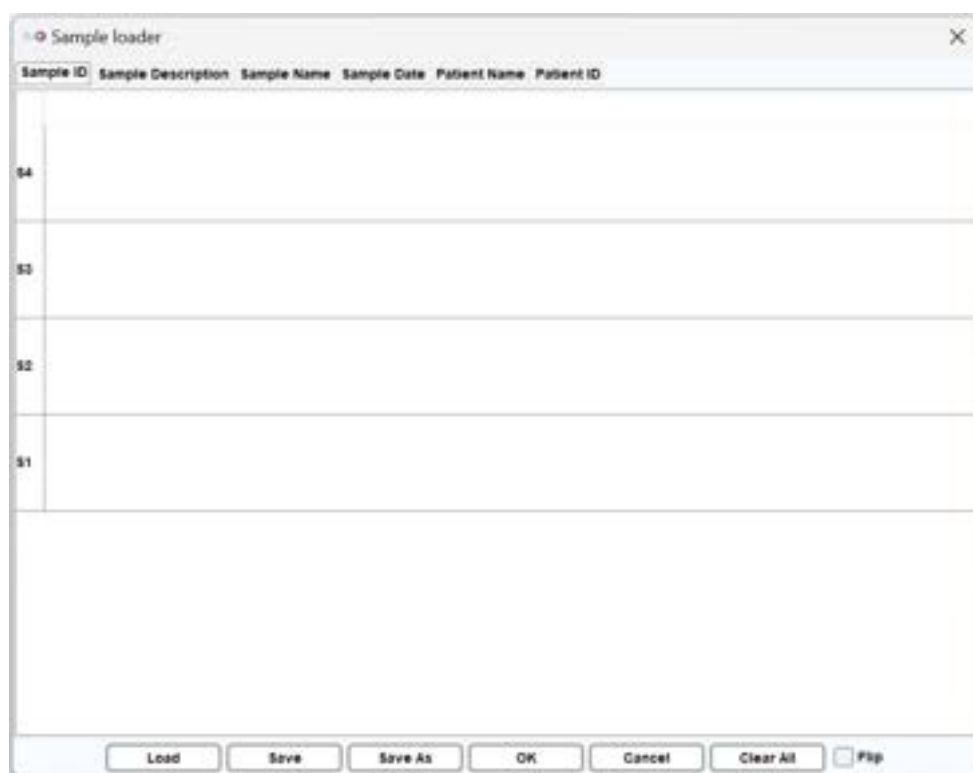 Sample loader
Sample ID Sample Description Sample Name Sample Date Patient Name Patient ID
S4
S3
S2
S1
Load Save Save As OK Cancel Clear All Flip